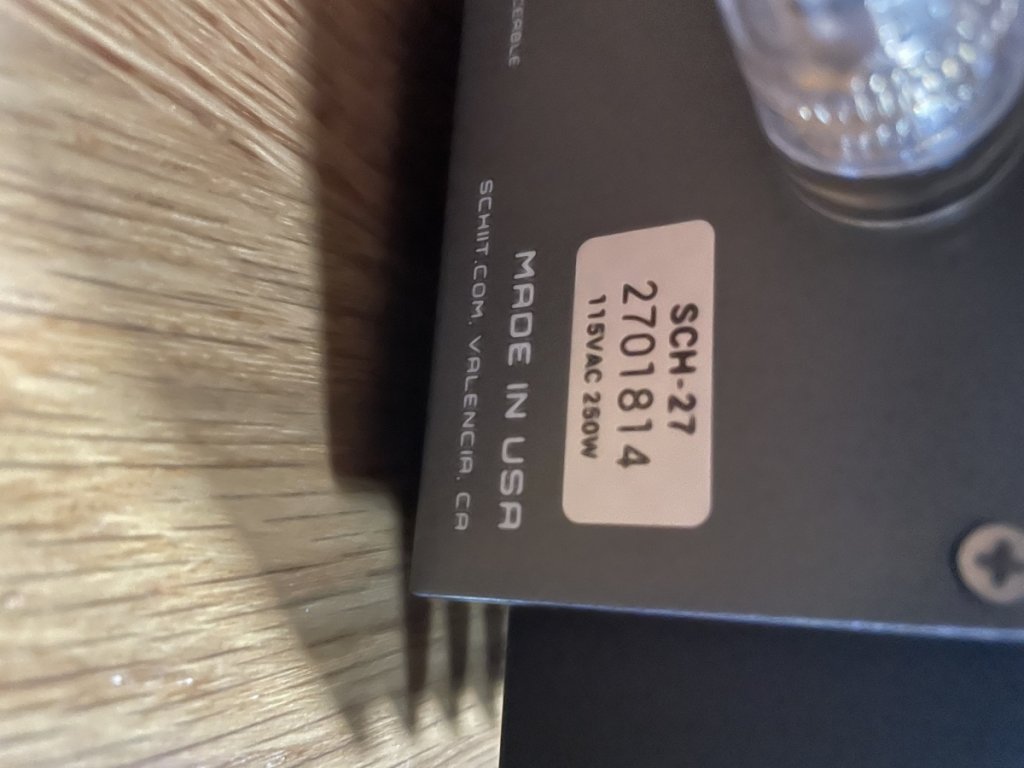 MADE IN USA
SCHIIT.COM, VALENCIA, CA
SCH-27
2701814
115VAC 250W